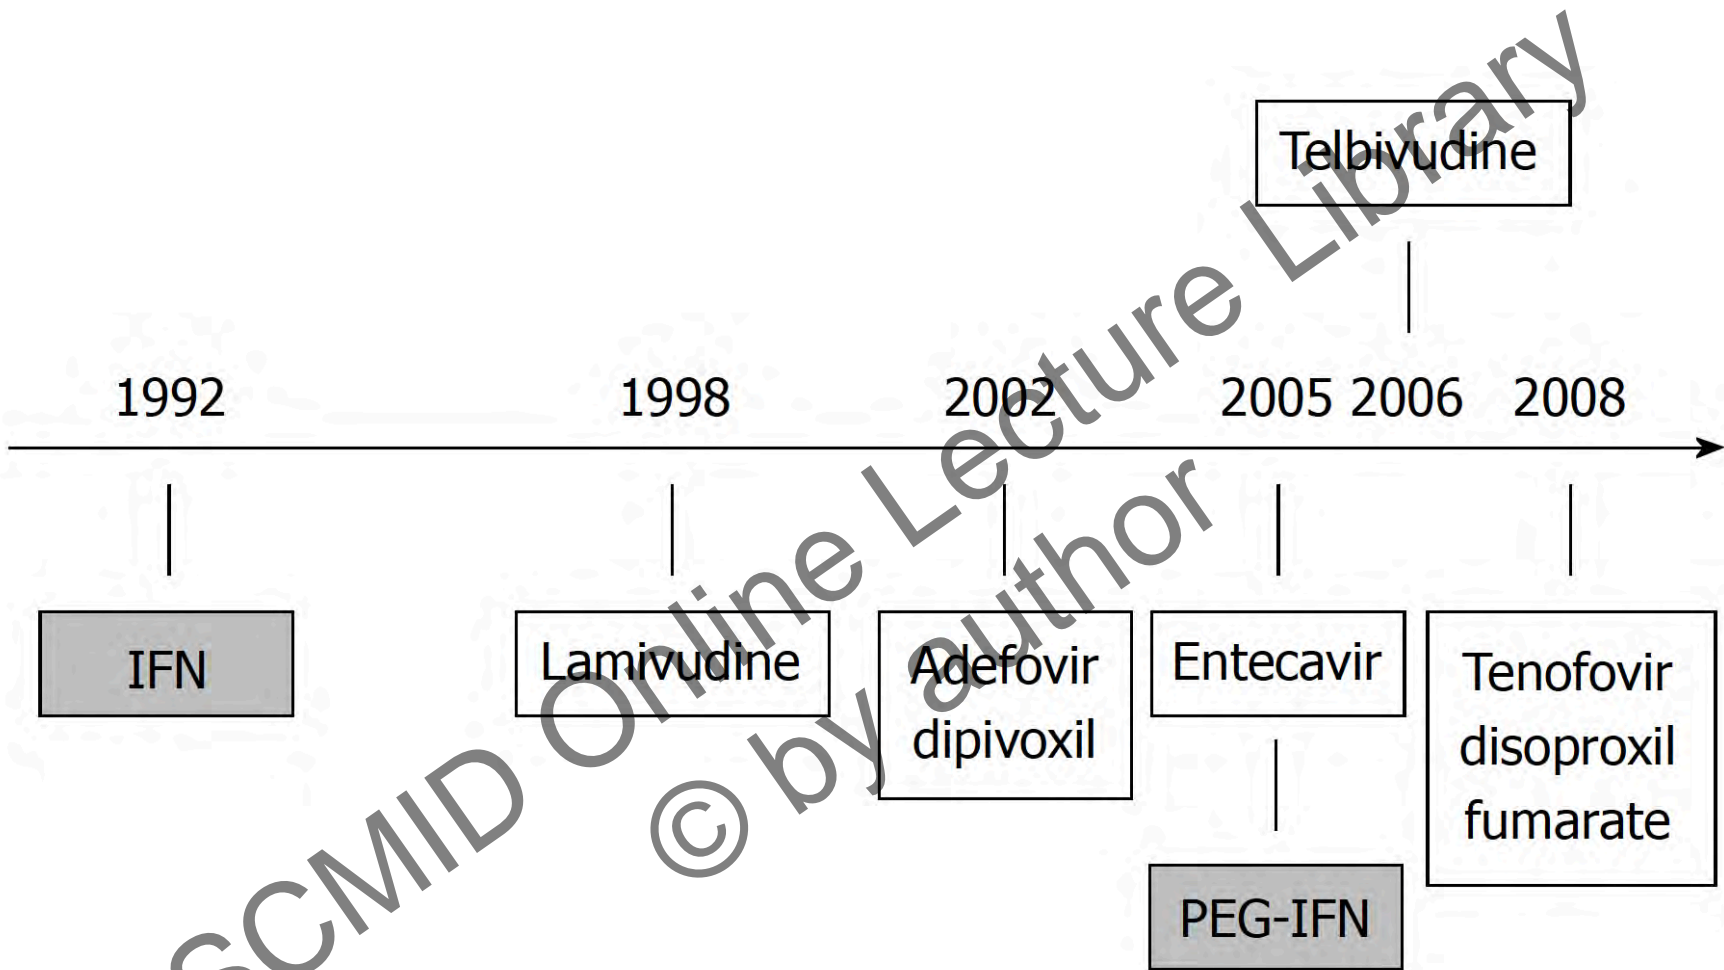 Telbivudine
1992
1998
2002
2005
2006
2008
IFN
Lamivudine
Adefovir
dipivoxil
Entecavir
Tenofovir
disoproxil
fumarate
PEG-IFN
SCMID Online Lecture Library
© by author